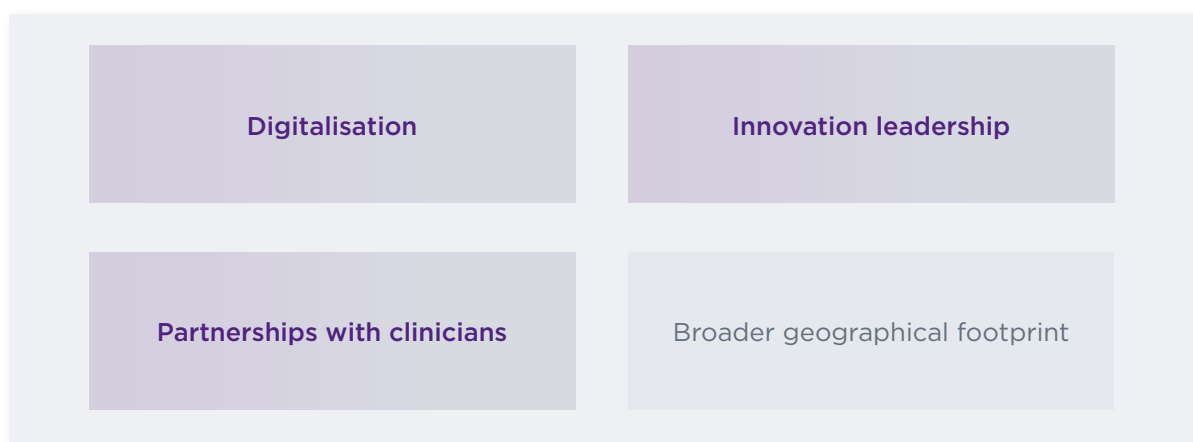 Digitalisation
Innovation leadership
Partnerships with clinicians
Broader geographical footprint